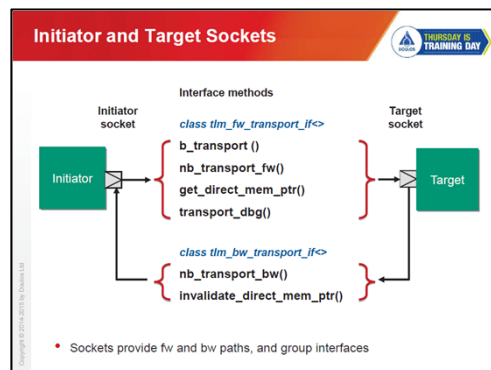 Initiator and Target Sockets
DOULOS
THURSDAY IS
TRAINING DAY
Interface methods
Initiator
socket
Target
socket
class tlm_fw_transport_if<>
b_transport ()
nb_transport_fw()
get_direct_mem_ptr()
transport_dbg()
Initiator
Target
class tlm_bw_transport_if<>
nb_transport_bw()
invalidate_direct_mem_ptr()
• Sockets provide fw and bw paths, and group interfaces
Copyright © 2014-2015 by Doulos Ltd